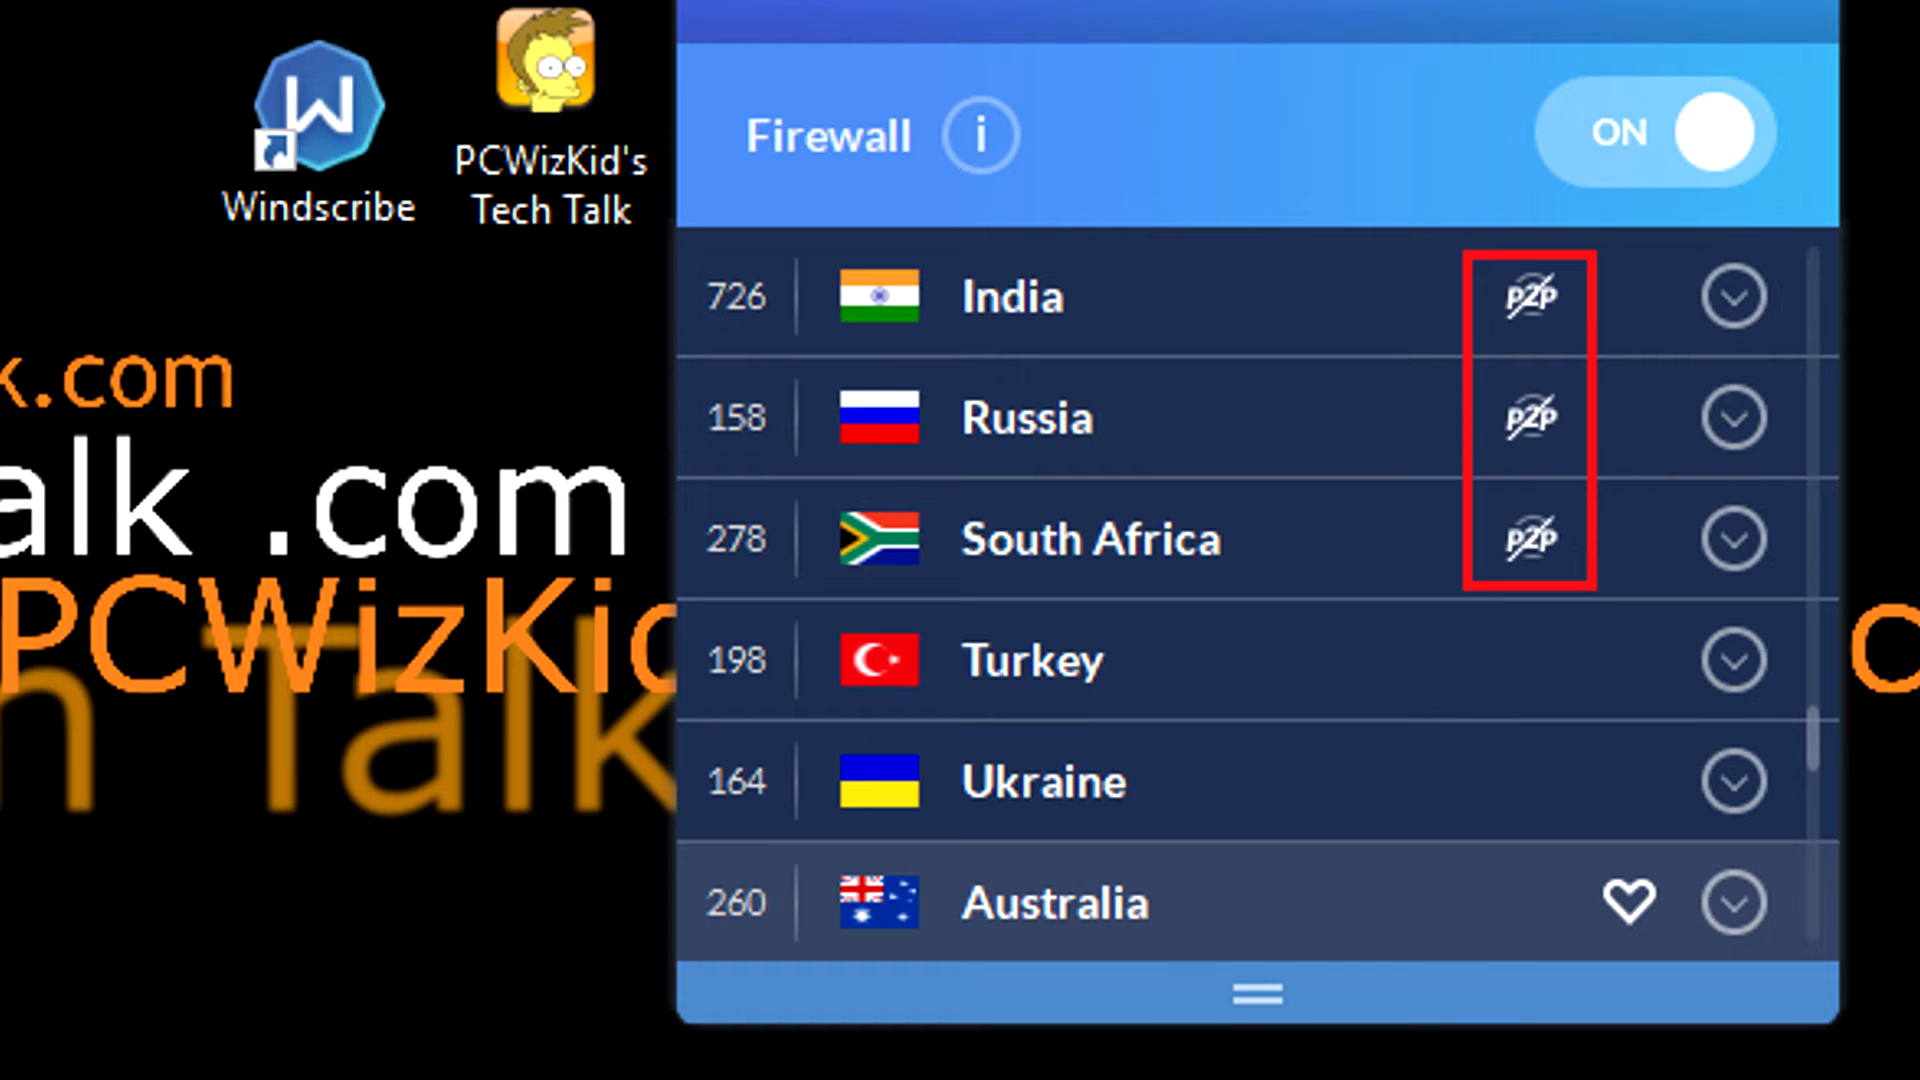 W
Windscribe
PCWizKid's
Tech Talk
k.com
alk .com
PCWizKid
n Talk
Firewall i
ON
726 India p2p
158 Russia p2p
278 South Africa p2p
198 Turkey
164 Ukraine
260 Australia